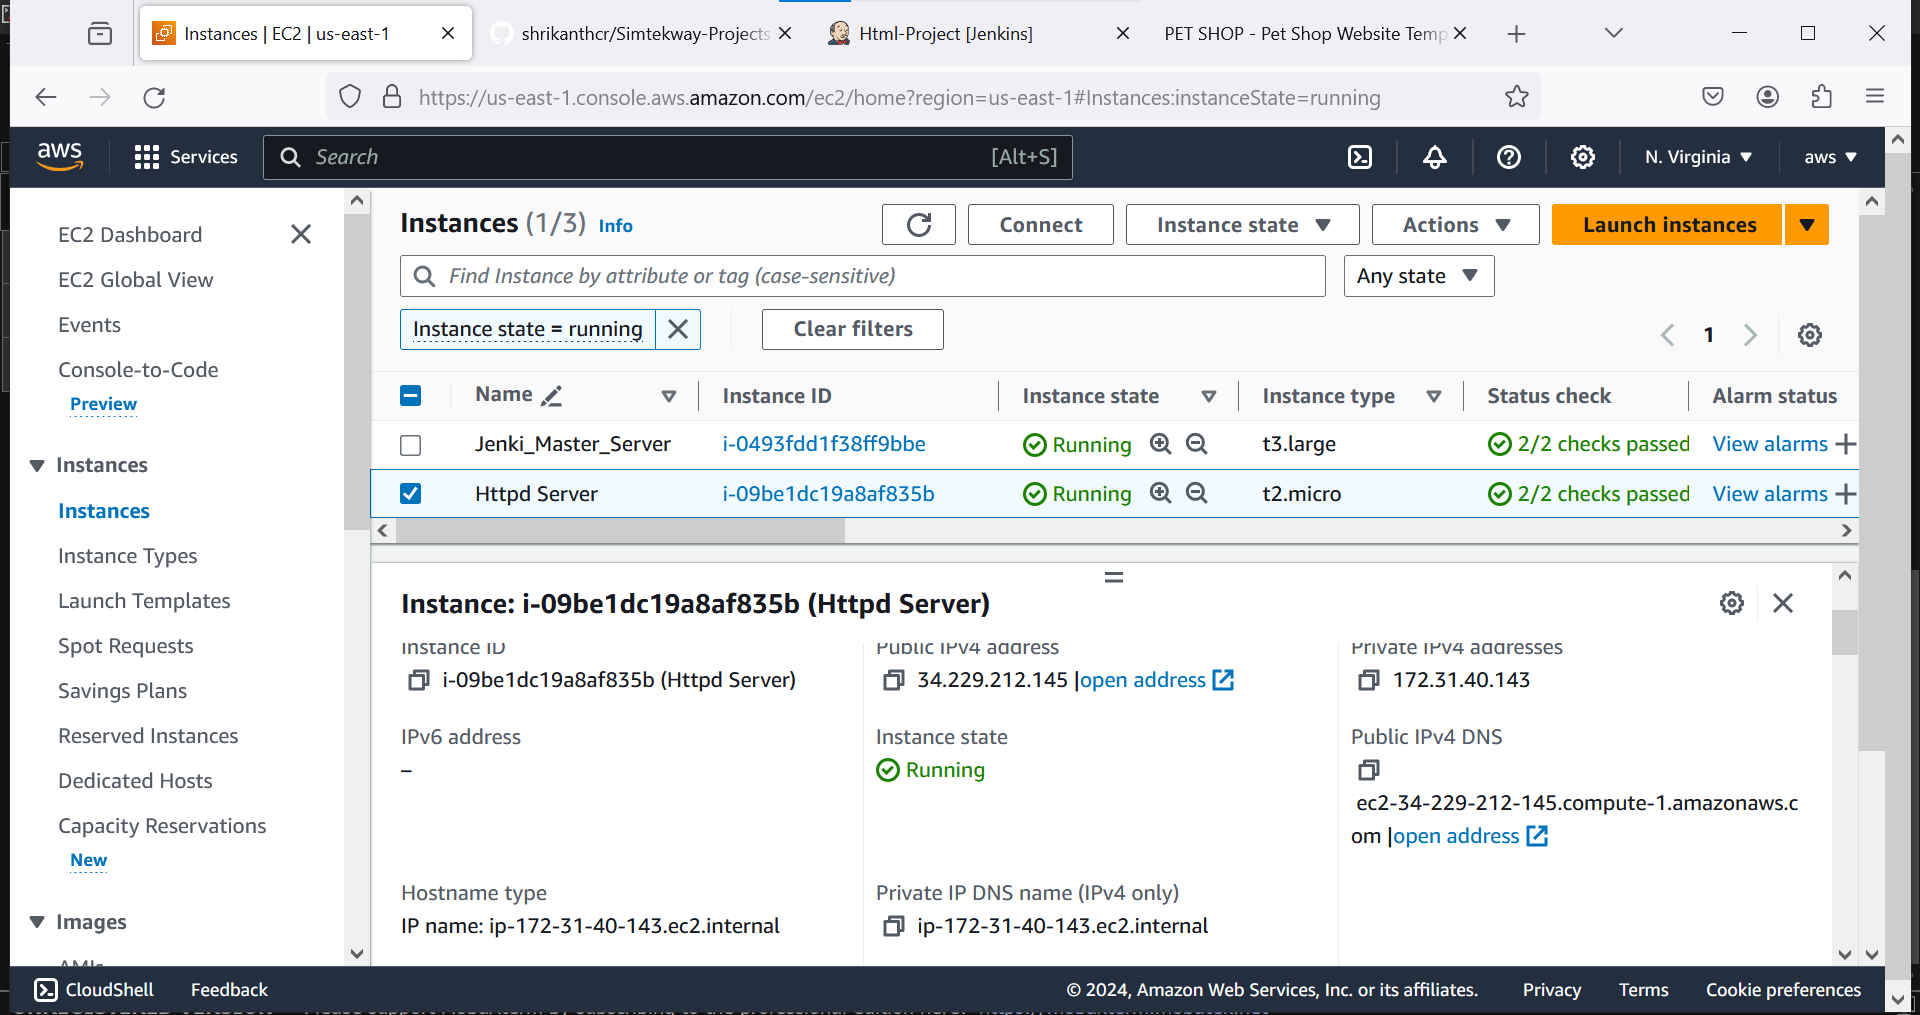 Instances | EC2 | us-east-1
shrikanthcr/Simtekway-Projects
Html-Project [Jenkins]
PET SHOP - Pet Shop Website Temp
https://us-east-1.console.aws.amazon.com/ec2/home?region=us-east-1#Instances:instanceState=running
aws
Services
Search
[Alt+S]
N. Virginia
aws
EC2 Dashboard
EC2 Global View
Events
Console-to-Code
Preview
Instances
Instances
Instance Types
Launch Templates
Spot Requests
Savings Plans
Reserved Instances
Dedicated Hosts
Capacity Reservations
New
Images
AMIs
Instances (1/3) Info
Connect
Instance state
Actions
Launch instances
Find Instance by attribute or tag (case-sensitive)
Any state
Instance state = running
Clear filters
1
Name Instance ID Instance state Instance type Status check Alarm status
Jenki_Master_Server i-0493fdd1f38ff9bbe Running t3.large 2/2 checks passed View alarms
Httpd Server i-09be1dc19a8af835b Running t2.micro 2/2 checks passed View alarms
Instance: i-09be1dc19a8af835b (Httpd Server)
Instance ID
i-09be1dc19a8af835b (Httpd Server)
Public IPv4 address
34.229.212.145 |open address
Private IPv4 addresses
172.31.40.143
IPv6 address
–
Instance state
Running
Public IPv4 DNS
ec2-34-229-212-145.compute-1.amazonaws.c
om |open address
Hostname type
IP name: ip-172-31-40-143.ec2.internal
Private IP DNS name (IPv4 only)
ip-172-31-40-143.ec2.internal
CloudShell
Feedback
© 2024, Amazon Web Services, Inc. or its affiliates.
Privacy
Terms
Cookie preferences